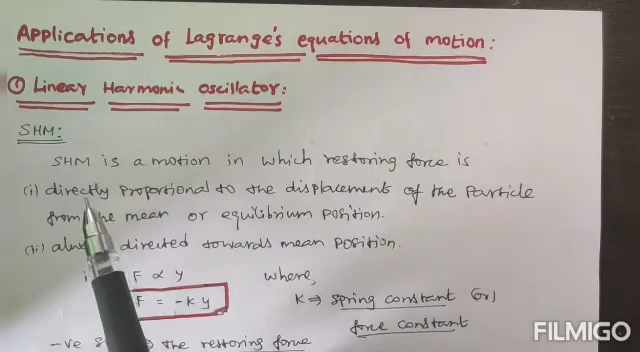 Applications of Lagrange's equations of motion:
① Linear Harmonic oscillator:
SHM:
SHM is a motion in which restoring force is
(i) directly proportional to the displacement of the particle
from the mean or equilibrium position.
(ii) directed towards mean position.
F ∝ y where,
F = -K.y K ⇒ spring constant (or)
force constant
-ve the restoring force
FILMIGO